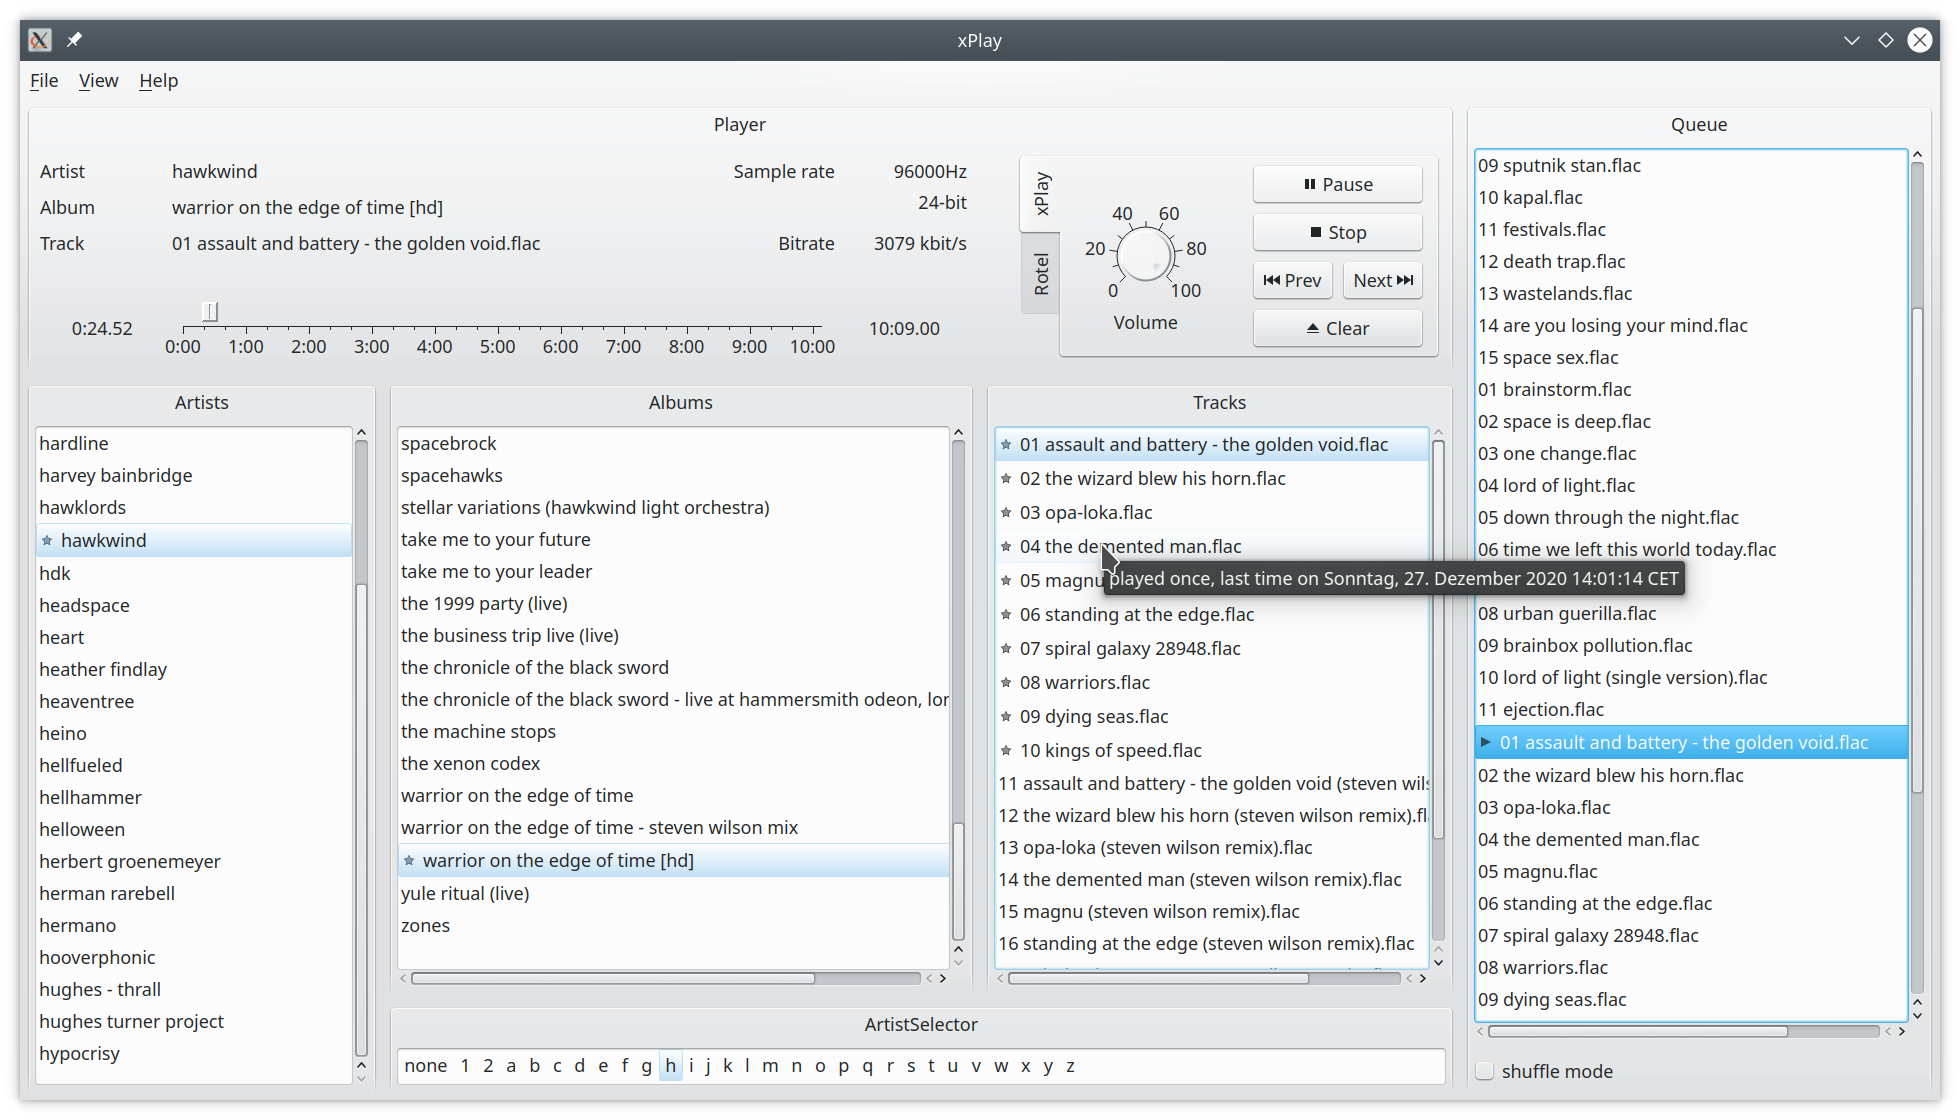 xPlay
File View Help
Player
Artist hawkwind Sample rate 96000Hz
24-bit
Album warrior on the edge of time [hd]
Track 01 assault and battery - the golden void.flac Bitrate 3079 kbit/s
0:24.52 10:09.00
0:00 1:00 2:00 3:00 4:00 5:00 6:00 7:00 8:00 9:00 10:00
xPlay
Rotel
40 60
20 80
0 100
Volume
Pause
Stop
Prev Next
Clear
Artists
hardline
harvey bainbridge
hawklords
hawkwind
hdk
headspace
heart
heather findlay
heaventree
heino
hellfueled
hellhammer
helloween
herbert groenemeyer
herman rarebell
hermano
hooverphonic
hughes - thrall
hughes turner project
hypocrisy
Albums
spacebrock
spacehawks
stellar variations (hawkwind light orchestra)
take me to your future
take me to your leader
the 1999 party (live)
the business trip live (live)
the chronicle of the black sword
the chronicle of the black sword - live at hammersmith odeon, lor
the machine stops
the xenon codex
warrior on the edge of time
warrior on the edge of time - steven wilson mix
warrior on the edge of time [hd]
yule ritual (live)
zones
Tracks
01 assault and battery - the golden void.flac
02 the wizard blew his horn.flac
03 opa-loka.flac
04 the demented man.flac
05 magnu
played once, last time on Sonntag, 27. Dezember 2020 14:01:14 CET
06 standing at the edge.flac
07 spiral galaxy 28948.flac
08 warriors.flac
09 dying seas.flac
10 kings of speed.flac
11 assault and battery - the golden void (steven wils
12 the wizard blew his horn (steven wilson remix).fl
13 opa-loka (steven wilson remix).flac
14 the demented man (steven wilson remix).flac
15 magnu (steven wilson remix).flac
16 standing at the edge (steven wilson remix).flac
ArtistSelector
none 1 2 a b c d e f g h i j k l m n o p q r s t u v w x y z
Queue
09 sputnik stan.flac
10 kapal.flac
11 festivals.flac
12 death trap.flac
13 wastelands.flac
14 are you losing your mind.flac
15 space sex.flac
01 brainstorm.flac
02 space is deep.flac
03 one change.flac
04 lord of light.flac
05 down through the night.flac
06 time we left this world today.flac
08 urban guerilla.flac
09 brainbox pollution.flac
10 lord of light (single version).flac
11 ejection.flac
01 assault and battery - the golden void.flac
02 the wizard blew his horn.flac
03 opa-loka.flac
04 the demented man.flac
05 magnu.flac
06 standing at the edge.flac
07 spiral galaxy 28948.flac
08 warriors.flac
09 dying seas.flac
shuffle mode